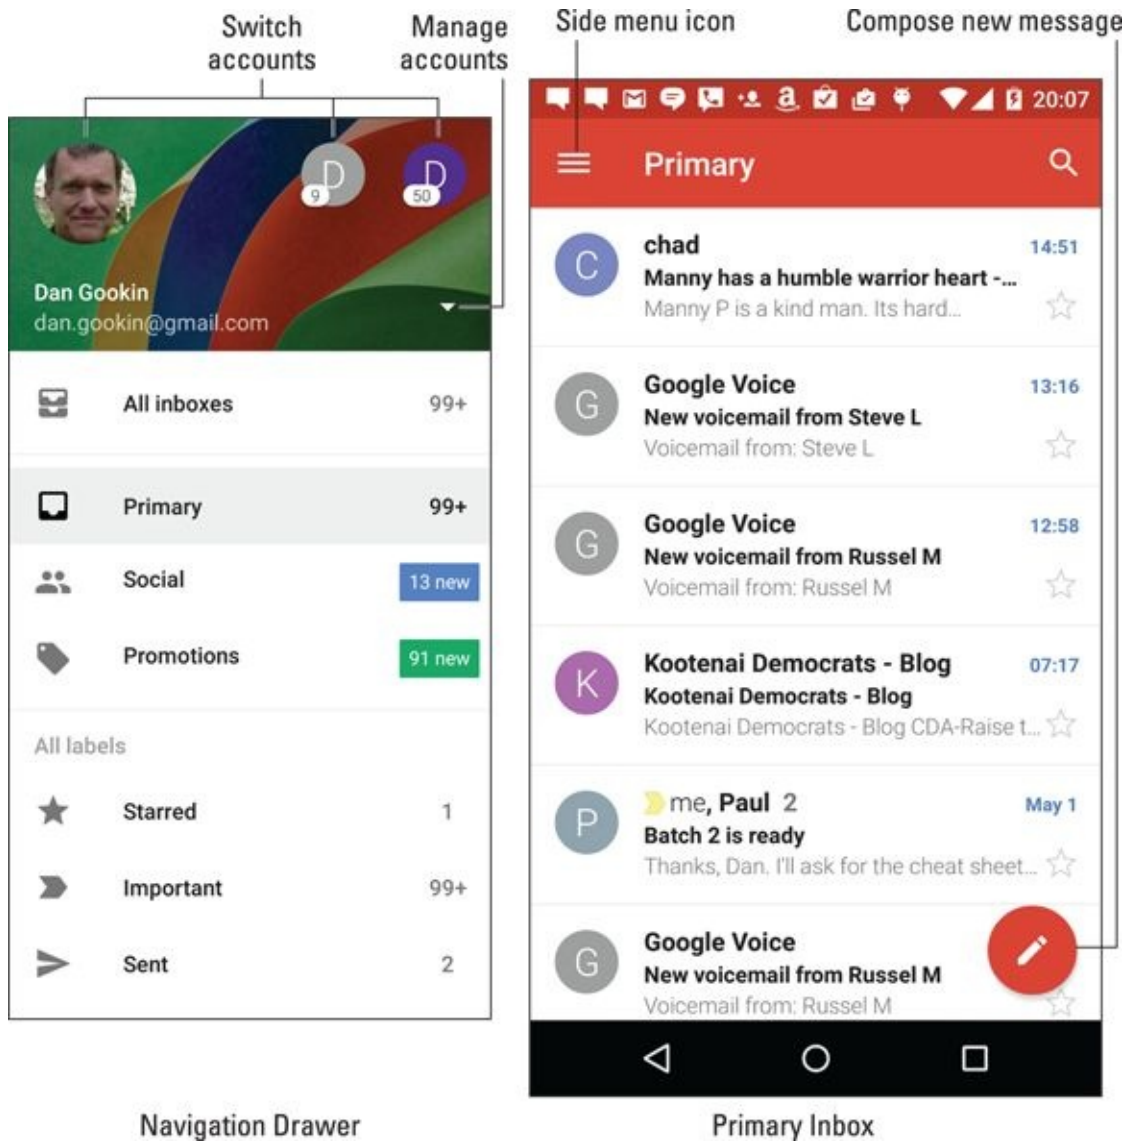 Switch
accounts
Manage
accounts
Side menu icon
Compose new message
D
9
D
50
Dan Gookin
dan.gookin@gmail.com
All inboxes 99+
Primary 99+
Social 13 new
Promotions 91 new
All labels
Starred 1
Important 99+
Sent 2
Navigation Drawer
20:07
Primary
C
chad 14:51
Manny has a humble warrior heart -...
Manny P is a kind man. Its hard...
G
Google Voice 13:16
New voicemail from Steve L
Voicemail from: Steve L
G
Google Voice 12:58
New voicemail from Russel M
Voicemail from: Russel M
K
Kootenai Democrats - Blog 07:17
Kootenai Democrats - Blog
Kootenai Democrats - Blog CDA-Raise t...
P
me, Paul 2 May 1
Batch 2 is ready
Thanks, Dan. I'll ask for the cheat sheet...
G
Google Voice
New voicemail from Russel M
Voicemail from: Russel M
Primary Inbox